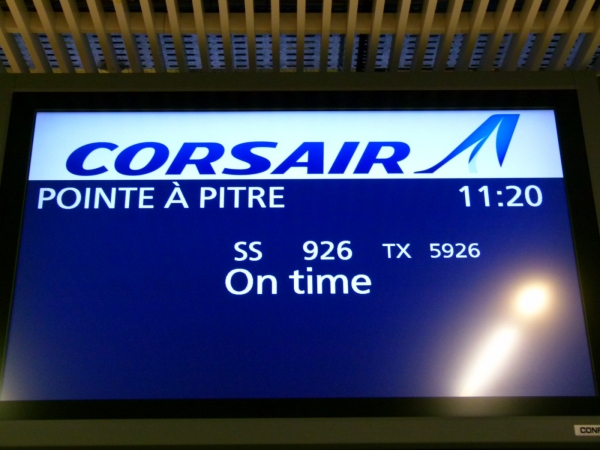 CORSAIR
POINTE À PITRE 11:20
SS 926 TX 5926
On time